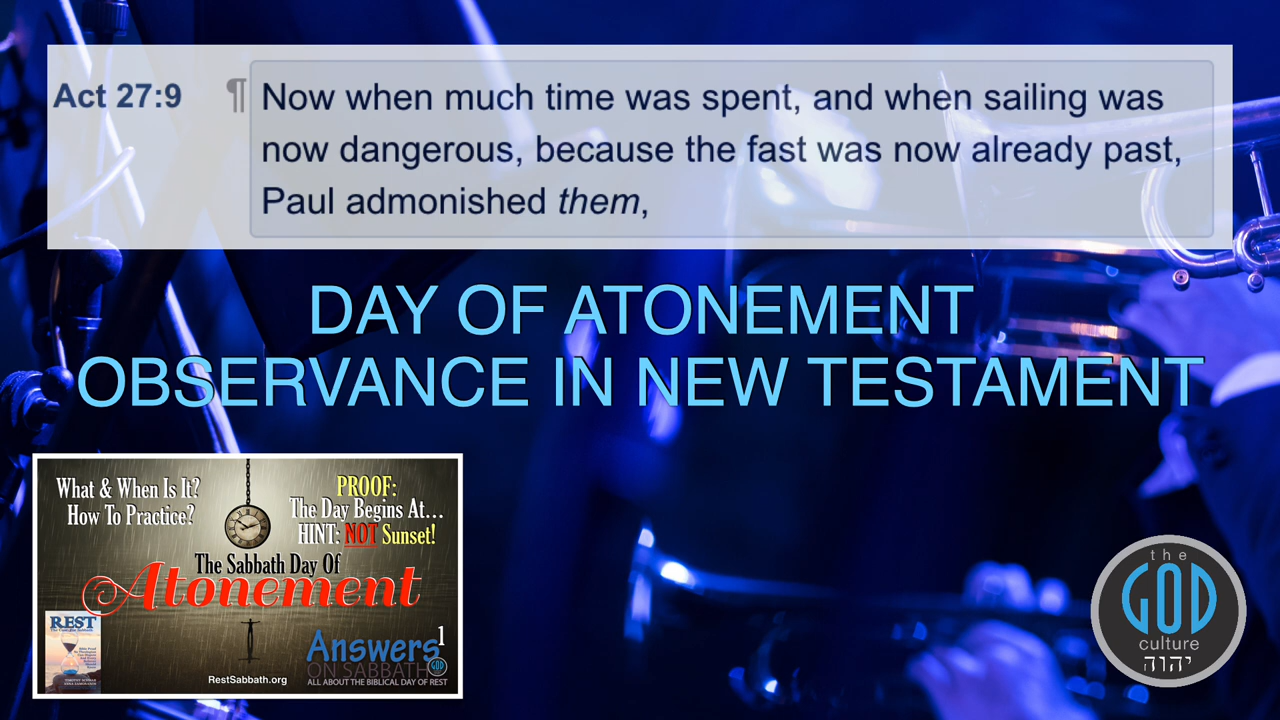 Act 27:9 ¶ Now when much time was spent, and when sailing was
now dangerous, because the fast was now already past,
Paul admonished them,
DAY OF ATONEMENT
OBSERVANCE IN NEW TESTAMENT
What & When Is It?
How To Practice?
PROOF:
The Day Begins At...
HINT: NOT Sunset!
The Sabbath Day Of
Atonement
REST
Answers 1
ON SABBATH
ALL ABOUT THE BIBLICAL DAY OF REST
RestSabbath.org
the
GOD
culture
יהוה